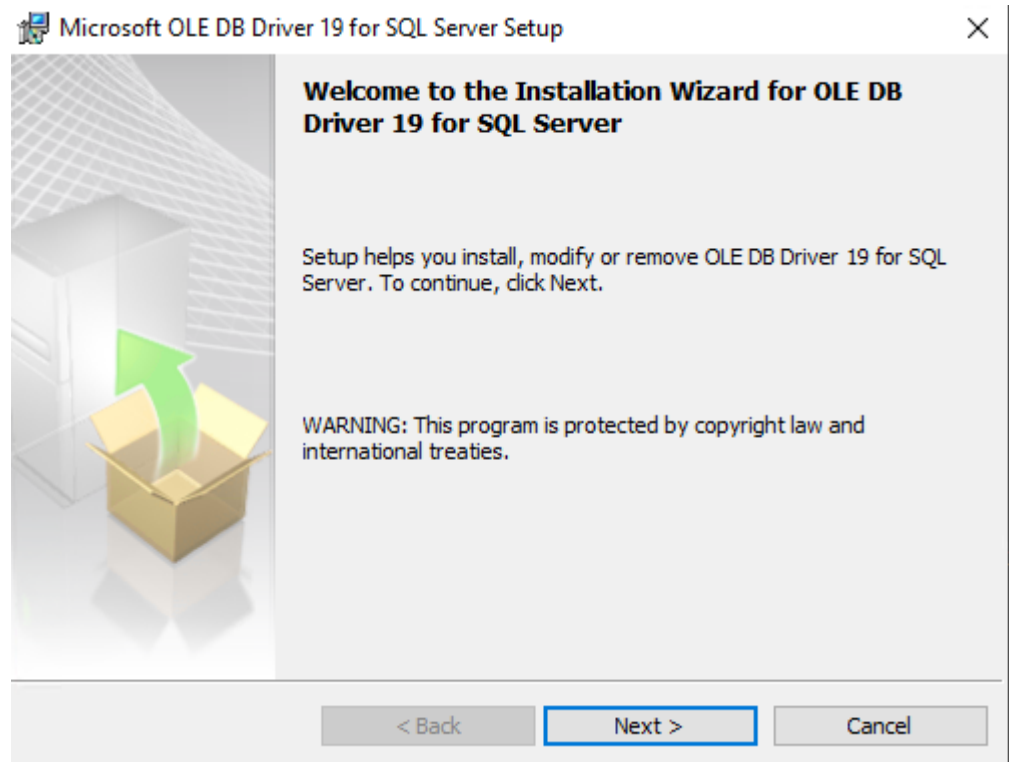 Microsoft OLE DB Driver 19 for SQL Server Setup
Welcome to the Installation Wizard for OLE DB
Driver 19 for SQL Server
Setup helps you install, modify or remove OLE DB Driver 19 for SQL
Server. To continue, click Next.
WARNING: This program is protected by copyright law and
international treaties.
< Back
Next >
Cancel